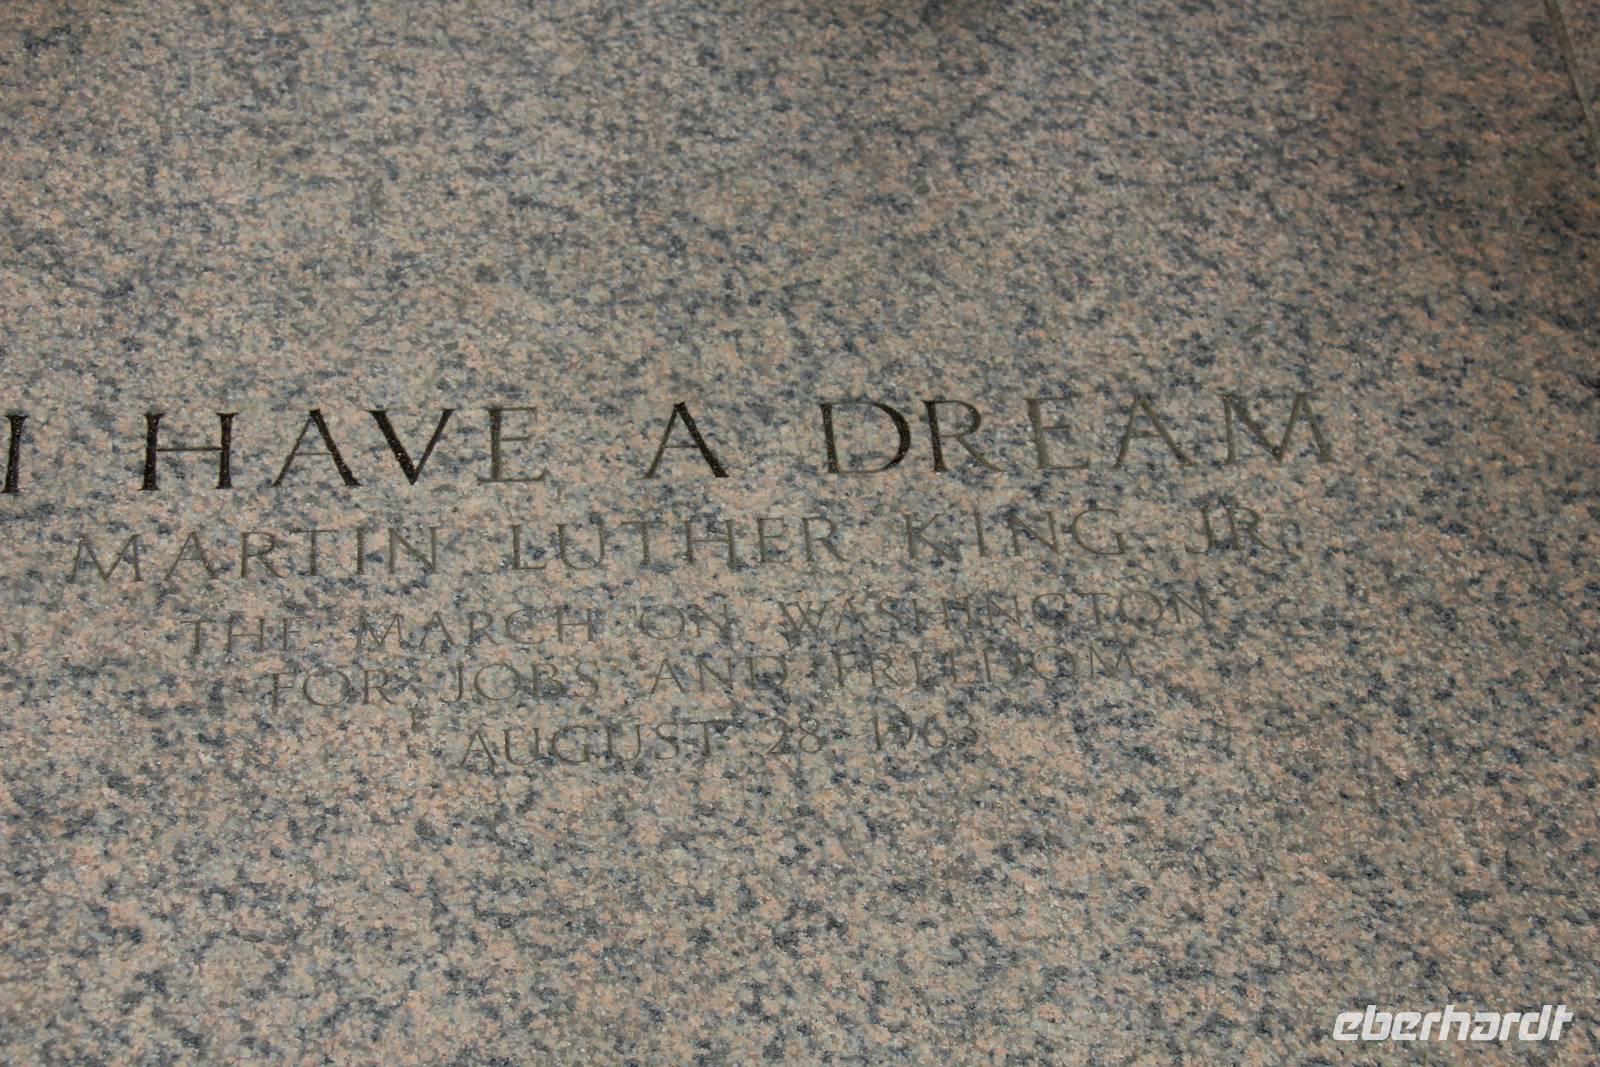 I HAVE A DREAM
MARTIN LUTHER KING JR
THE MARCH ON WASHINGTON
FOR JOBS AND FREEDOM
AUGUST 28 1963
eberhardt